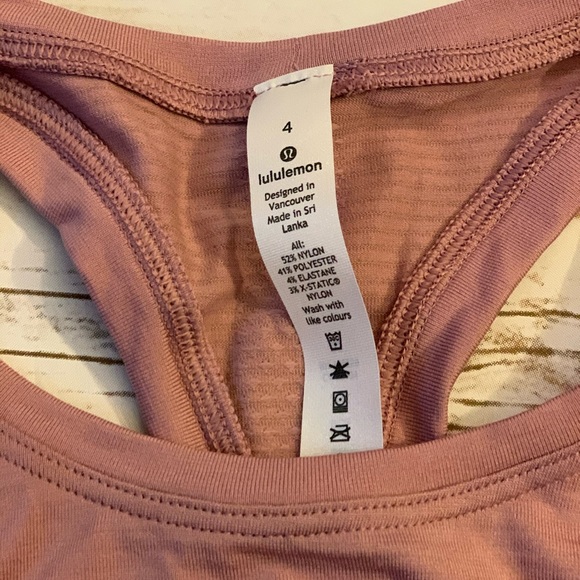 4
lululemon
Designed in
Vancouver
Made in Sri
Lanka
All:
52% NYLON
41% POLYESTER
4% ELASTANE
3% X-STATIC®
NYLON
Wash with
like colours